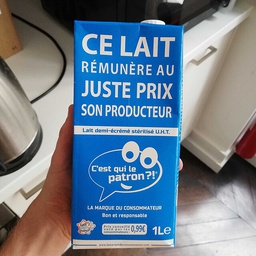 CE LAIT
RÉMUNÈRE AU
JUSTE PRIX
SON PRODUCTEUR
Lait demi-écrémé stérilisé U.H.T.
C'est qui le
patron?!
LA MARQUE DU CONSOMMATEUR
Bon et responsable
0,99€
1Le